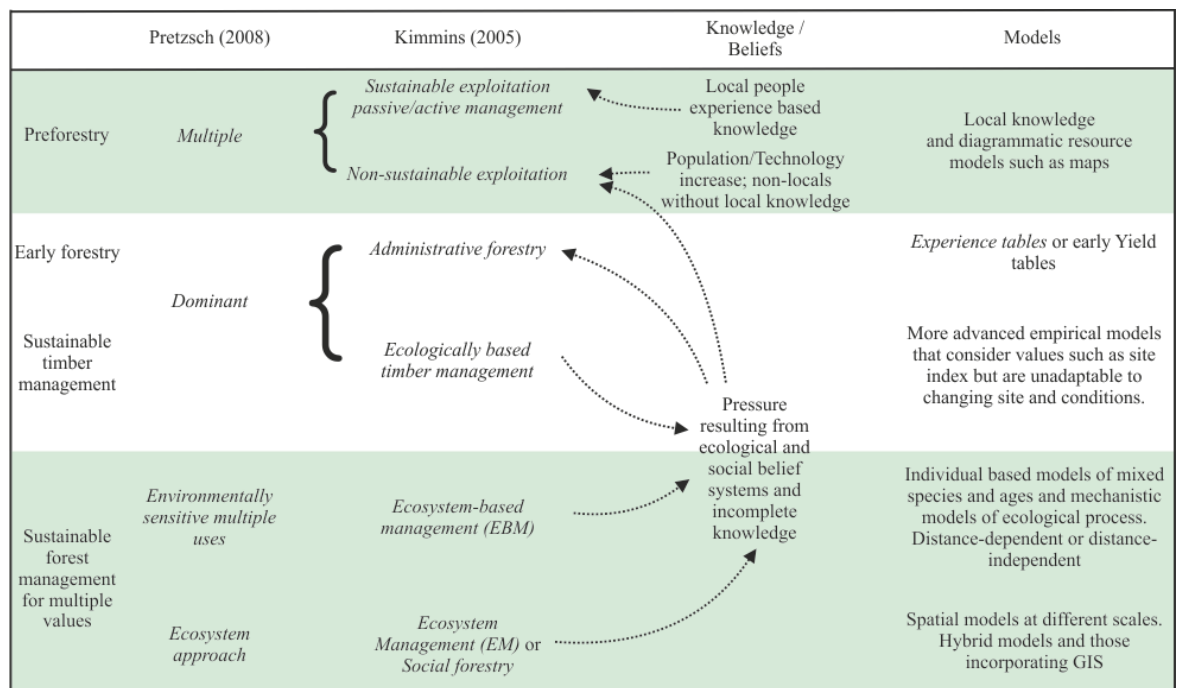 Pretzsch (2008)
Kimmins (2005)
Knowledge /
Beliefs
Models
Preforestry
Multiple
Sustainable exploitation
passive/active management
Non-sustainable exploitation
Local people
experience based
knowledge
Population/Technology
increase; non-locals
without local knowledge
Local knowledge
and diagrammatic resource
models such as maps
Early forestry
Sustainable
timber
management
Dominant
Administrative forestry
Ecologically based
timber management
Experience tables or early Yield
tables
More advanced empirical models
that consider values such as site
index but are unadaptable to
changing site and conditions.
Pressure
resulting from
ecological and
social belief
systems and
incomplete
knowledge
Sustainable
forest
management
for multiple
values
Environmentally
sensitive multiple
uses
Ecosystem-based
management (EBM)
Individual based models of mixed
species and ages and mechanistic
models of ecological process.
Distance-dependent or distance-
independent
Ecosystem
approach
Ecosystem
Management (EM) or
Social forestry
Spatial models at different scales.
Hybrid models and those
incorporating GIS